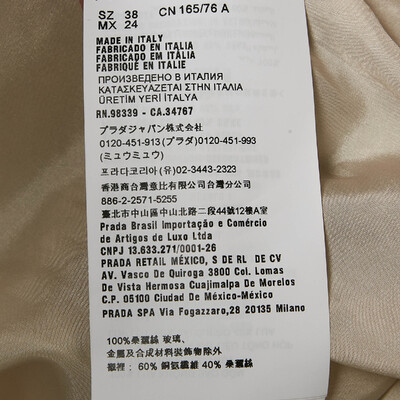 SZ 38 CN 165/76 A
MX 24
MADE IN ITALY
FABRICADO EN ITALIA
FABRICADO EM ITÁLIA
FABRIQUÉ EN ITALIE
ПРОИЗВЕДЕНО В ИТАЛИЯ
ΚΑΤΑΣΚΕΥΑΖΕΤΑΙ ΣΤΗΝ ΙΤΑΛΙΑ
ÜRETİM YERİ İTALYA
RN.98339 - CA.34767
プラダジャパン株式会社
0120-451-913 (プラダ) 0120-451-993
(ミュウミュウ)
프라다코리아 (유) 02-3443-2323
香港商台灣意比有限公司台灣分公司
886-2-2571-5255
臺北市中山區中山北路二段44號12樓A室
Prada Brasil Importação e Comércio
de Artigos de Luxo Ltda
CNPJ 13.633.271/0001-26
PRADA RETAIL MÉXICO, S DE RL DE CV
AV. Vasco De Quiroga 3800 Col. Lomas
De Vista Hermosa Cuajimalpa De Morelos
C.P. 05100 Ciudad De México-México
PRADA SPA Via Fogazzaro,28 20135 Milano
100% 桑蠶絲 玻璃,
金屬及合成材料裝飾物除外
襯裡: 60% 銅氨纖維 40% 桑蠶絲